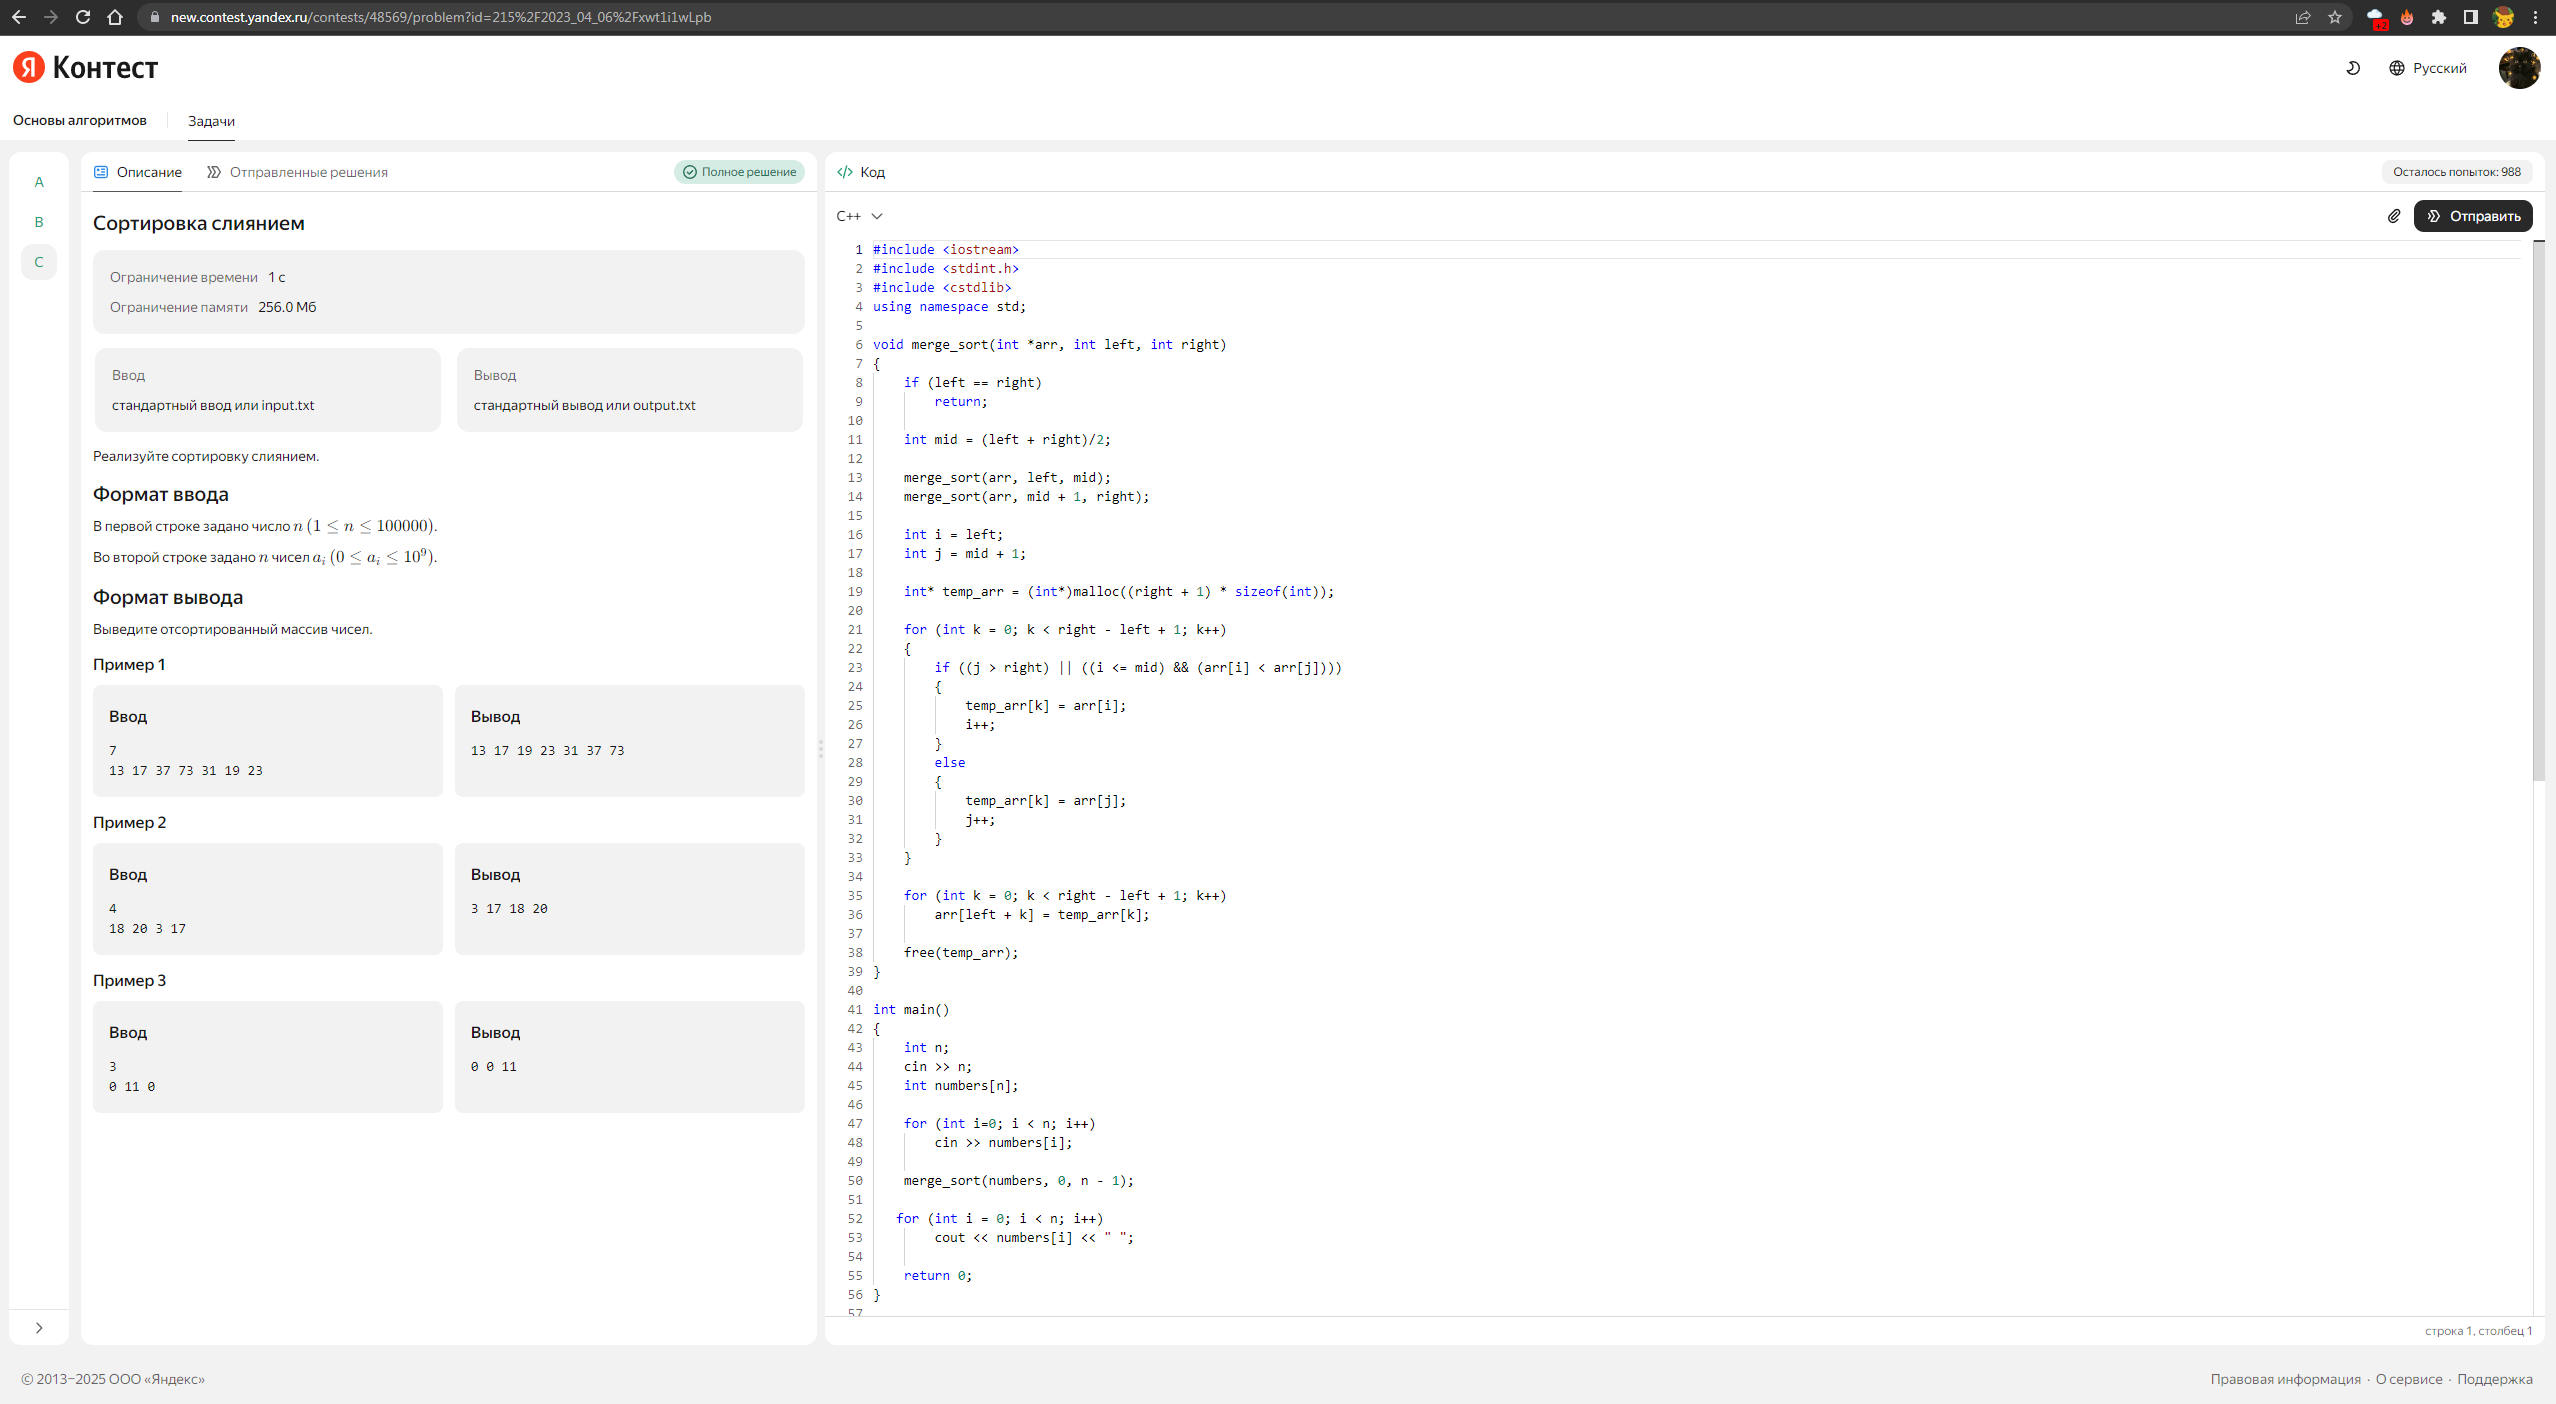 new.contest.yandex.ru/contests/48569/problem?id=215%2F2023_04_06%2Fxwt1i1wLpb
+2
Я Контест
Русский
Основы алгоритмов
Задачи
A
B
C
Описание
Отправленные решения
Полное решение
Сортировка слиянием
Ограничение времени 1 с
Ограничение памяти 256.0 Мб
Ввод
стандартный ввод или input.txt
Вывод
стандартный вывод или output.txt
Реализуйте сортировку слиянием.
Формат ввода
В первой строке задано число n (1 ≤ n ≤ 100000).
Во второй строке задано n чисел aᵢ (0 ≤ aᵢ ≤ 10⁹).
Формат вывода
Выведите отсортированный массив чисел.
Пример 1
Ввод
7
13 17 37 73 31 19 23
Вывод
13 17 19 23 31 37 73
Пример 2
Ввод
4
18 20 3 17
Вывод
3 17 18 20
Пример 3
Ввод
3
0 11 0
Вывод
0 0 11
Код
Осталось попыток: 988
C++
Отправить
1 #include <iostream>
2 #include <stdint.h>
3 #include <cstdlib>
4 using namespace std;
5
6 void merge_sort(int *arr, int left, int right)
7 {
8     if (left == right)
9         return;
10
11     int mid = (left + right)/2;
12
13     merge_sort(arr, left, mid);
14     merge_sort(arr, mid + 1, right);
15
16     int i = left;
17     int j = mid + 1;
18
19     int* temp_arr = (int*)malloc((right + 1) * sizeof(int));
20
21     for (int k = 0; k < right - left + 1; k++)
22     {
23         if ((j > right) || ((i <= mid) && (arr[i] < arr[j])))
24         {
25             temp_arr[k] = arr[i];
26             i++;
27         }
28         else
29         {
30             temp_arr[k] = arr[j];
31             j++;
32         }
33     }
34
35     for (int k = 0; k < right - left + 1; k++)
36         arr[left + k] = temp_arr[k];
37
38     free(temp_arr);
39 }
40
41 int main()
42 {
43     int n;
44     cin >> n;
45     int numbers[n];
46
47     for (int i=0; i < n; i++)
48         cin >> numbers[i];
49
50     merge_sort(numbers, 0, n - 1);
51
52    for (int i = 0; i < n; i++)
53         cout << numbers[i] << " ";
54
55     return 0;
56 }
57
строка 1, столбец 1
© 2013–2025 ООО «Яндекс»
Правовая информация · О сервисе · Поддержка